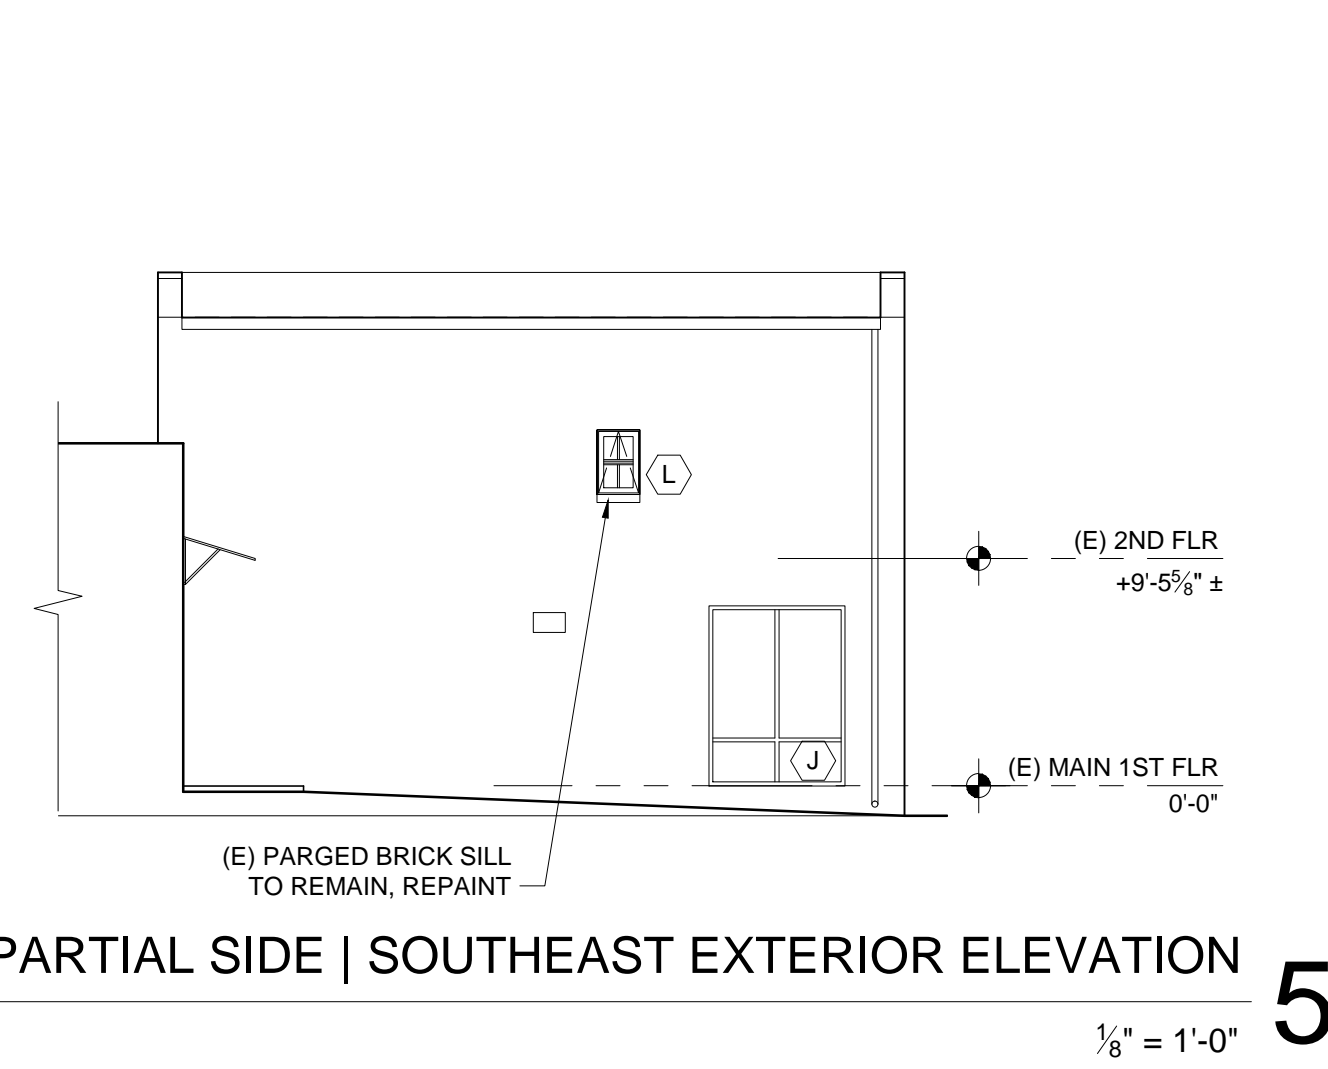 L
(E) 2ND FLR
+9'-5⅝" ±
J
(E) MAIN 1ST FLR
0'-0"
(E) PARGED BRICK SILL
TO REMAIN, REPAINT
PARTIAL SIDE | SOUTHEAST EXTERIOR ELEVATION
5
⅛" = 1'-0"